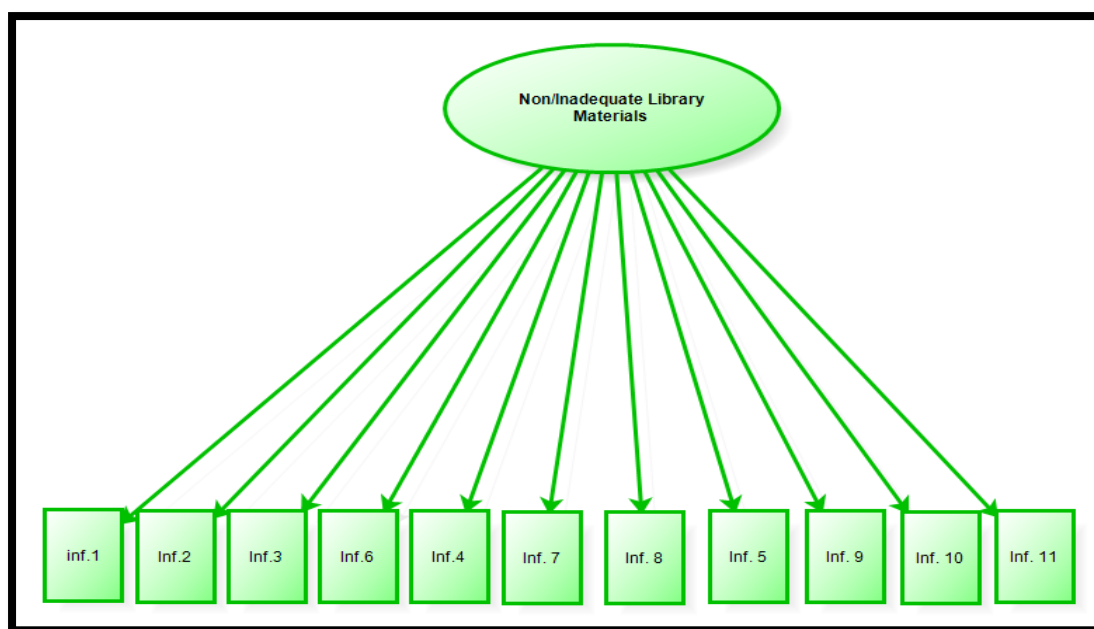 Non/Inadequate Library
Materials
inf.1
Inf.2
Inf.3
Inf.6
Inf.4
Inf. 7
Inf. 8
Inf. 5
Inf. 9
Inf. 10
Inf. 11